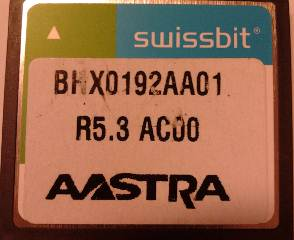 swissbit®
BHX0192AA01
R5.3 AC00
AASTRA